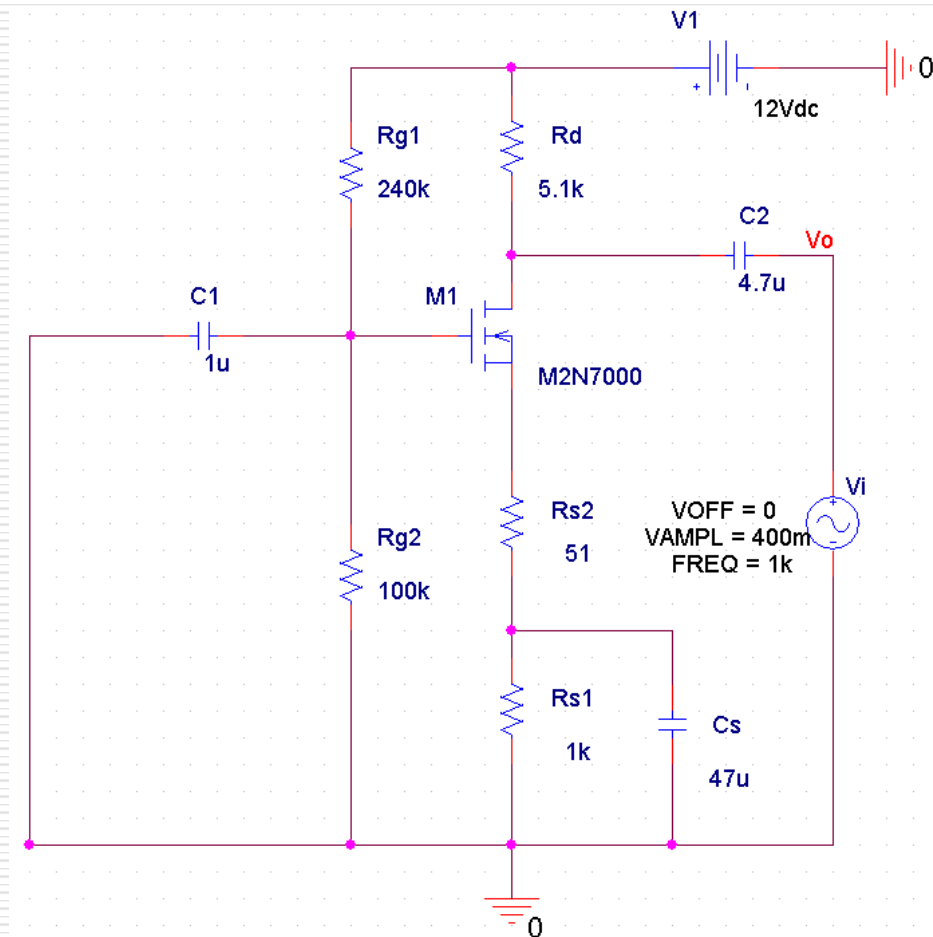 V1
0
12Vdc
Rg1
240k
Rd
5.1k
C2
Vo
4.7u
C1
1u
M1
M2N7000
Vi
VOFF = 0
VAMPL = 400m
FREQ = 1k
Rs2
51
Rg2
100k
Rs1
1k
Cs
47u
0